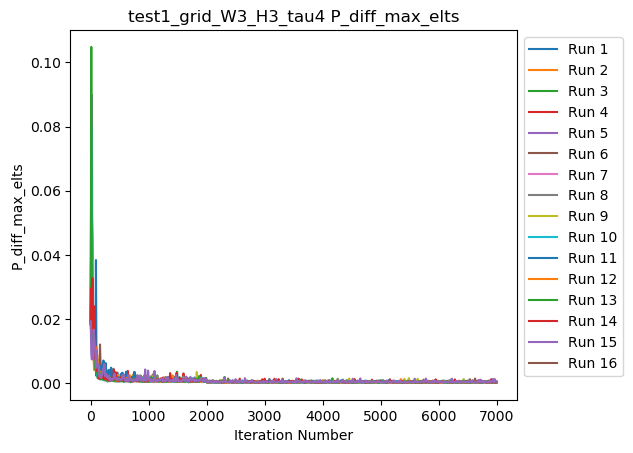 test1_grid_W3_H3_tau4 P_diff_max_elts
P_diff_max_elts
0.10
0.08
0.06
0.04
0.02
0.00
0 1000 2000 3000 4000 5000 6000 7000
Iteration Number
Run 1
Run 2
Run 3
Run 4
Run 5
Run 6
Run 7
Run 8
Run 9
Run 10
Run 11
Run 12
Run 13
Run 14
Run 15
Run 16